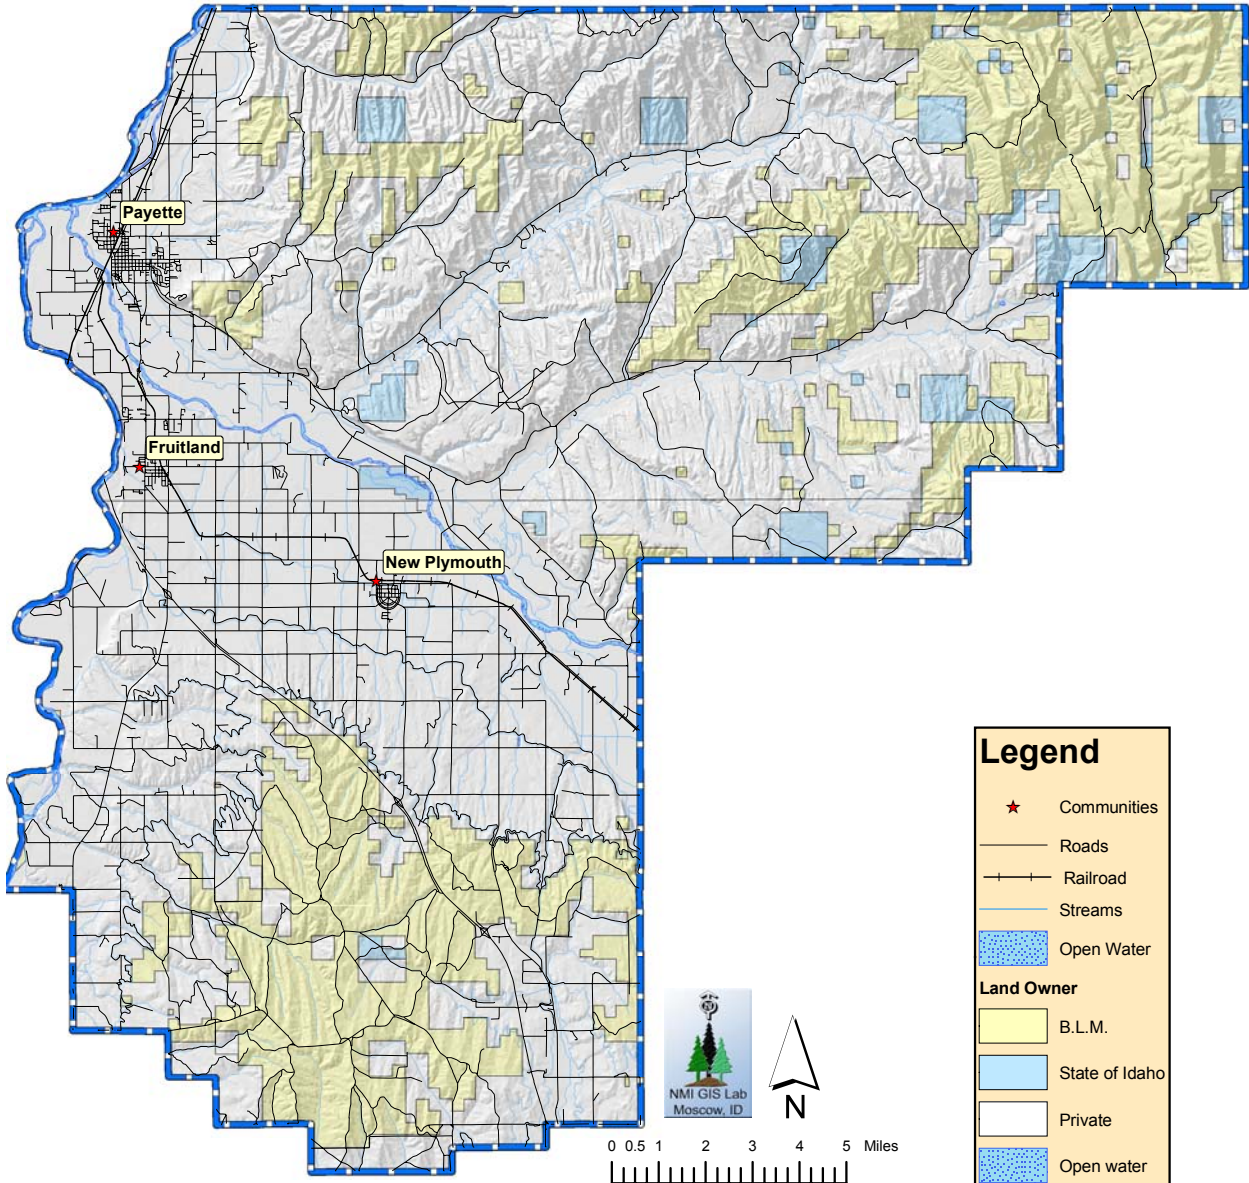 Payette
Fruitland
New Plymouth
Legend
Communities
Roads
Railroad
Streams
Open Water
Land Owner
B.L.M.
State of Idaho
Private
Open water
NMI GIS Lab
Moscow, ID
N
0 0.5 1 2 3 4 5 Miles